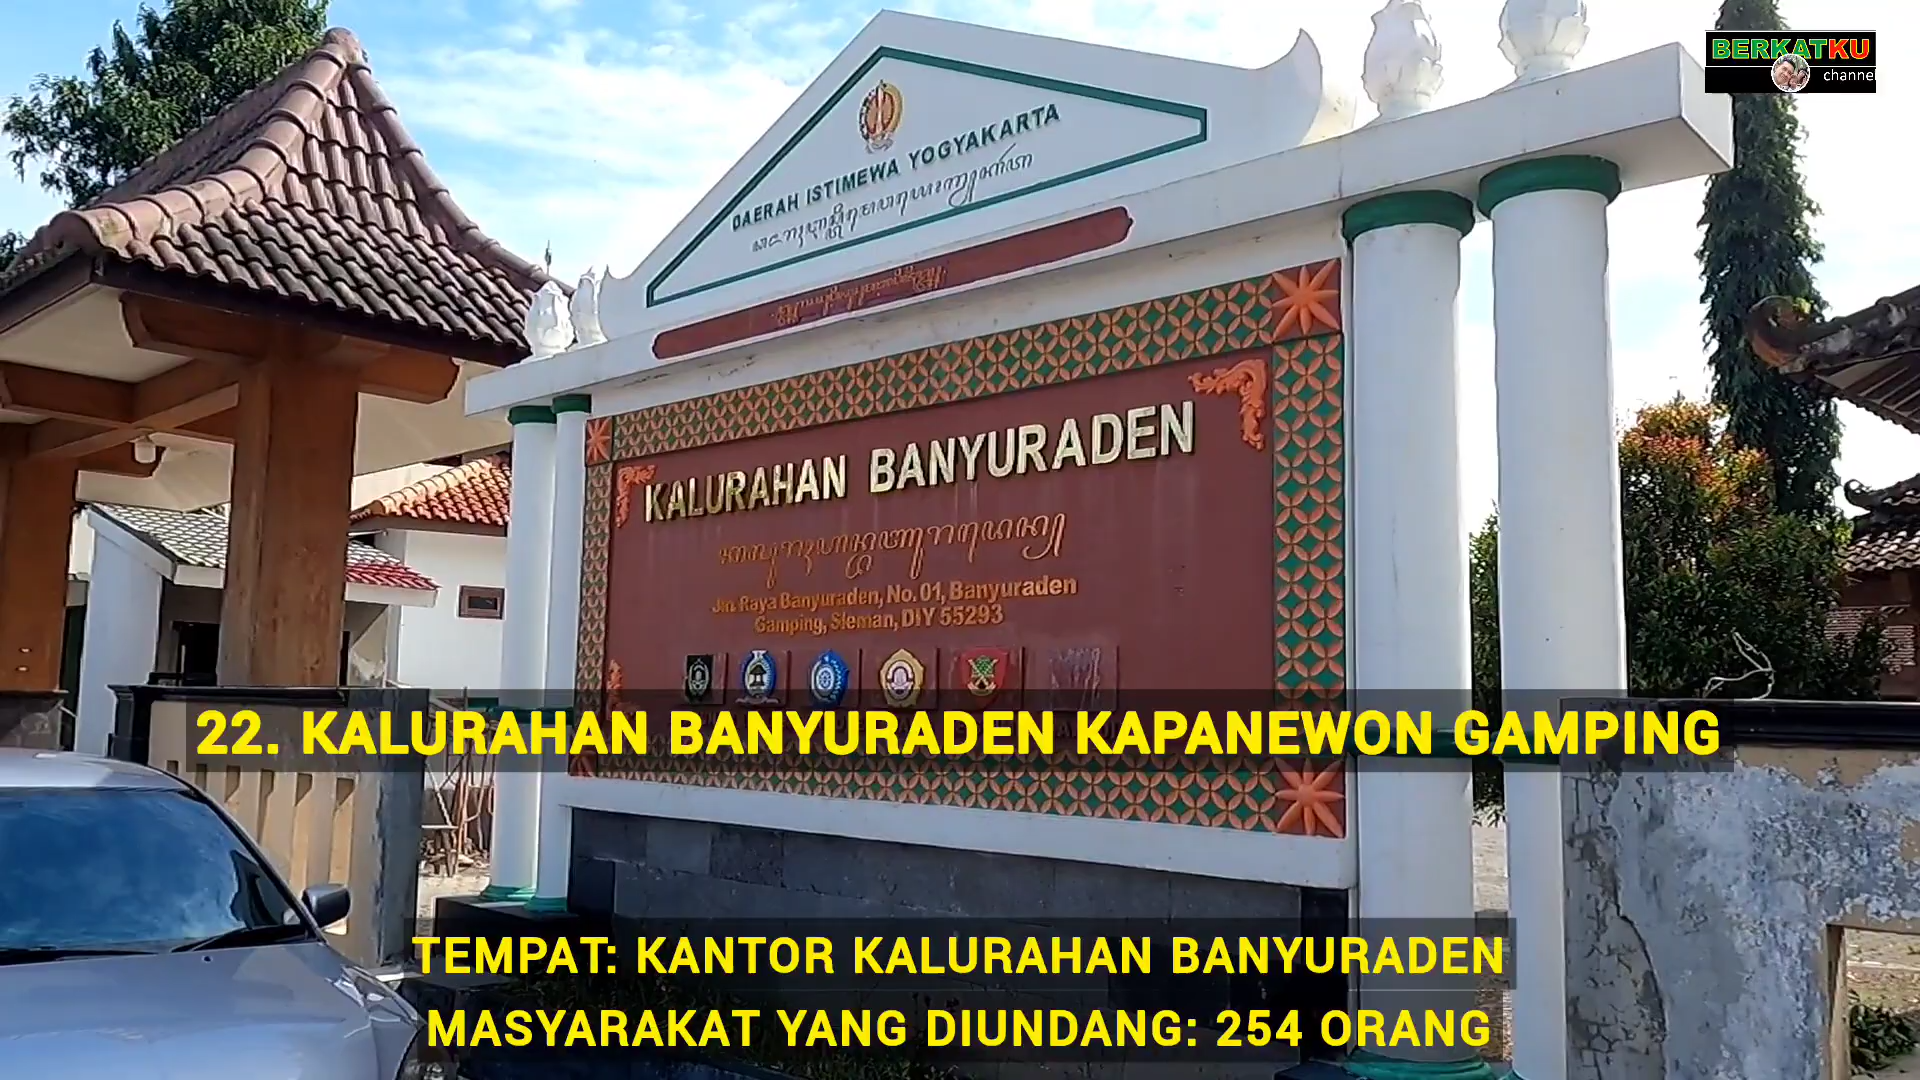 BERKATKU
channel
DAERAH ISTIMEWA YOGYAKARTA
KALURAHAN BANYURADEN
Jln. Raya Banyuraden, No. 01, Banyuraden
Gamping, Sleman, DIY 55293
22. KALURAHAN BANYURADEN KAPANEWON GAMPING
TEMPAT: KANTOR KALURAHAN BANYURADEN
MASYARAKAT YANG DIUNDANG: 254 ORANG